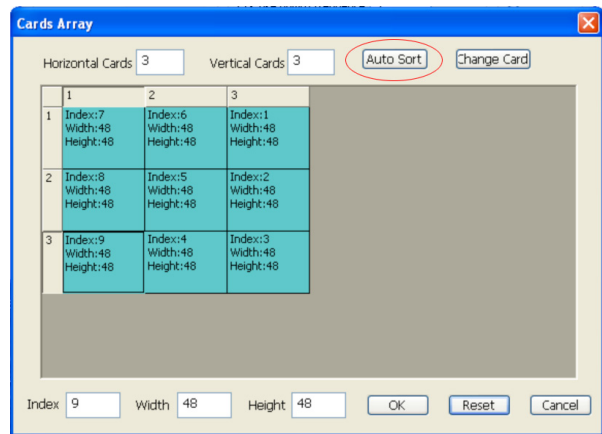 Cards Array
Horizontal Cards 3 Vertical Cards 3 Auto Sort Change Card
1 2 3
1 Index:7 Index:6 Index:1
Width:48 Width:48 Width:48
Height:48 Height:48 Height:48
2 Index:8 Index:5 Index:2
Width:48 Width:48 Width:48
Height:48 Height:48 Height:48
3 Index:9 Index:4 Index:3
Width:48 Width:48 Width:48
Height:48 Height:48 Height:48
Index 9 Width 48 Height 48 OK Reset Cancel